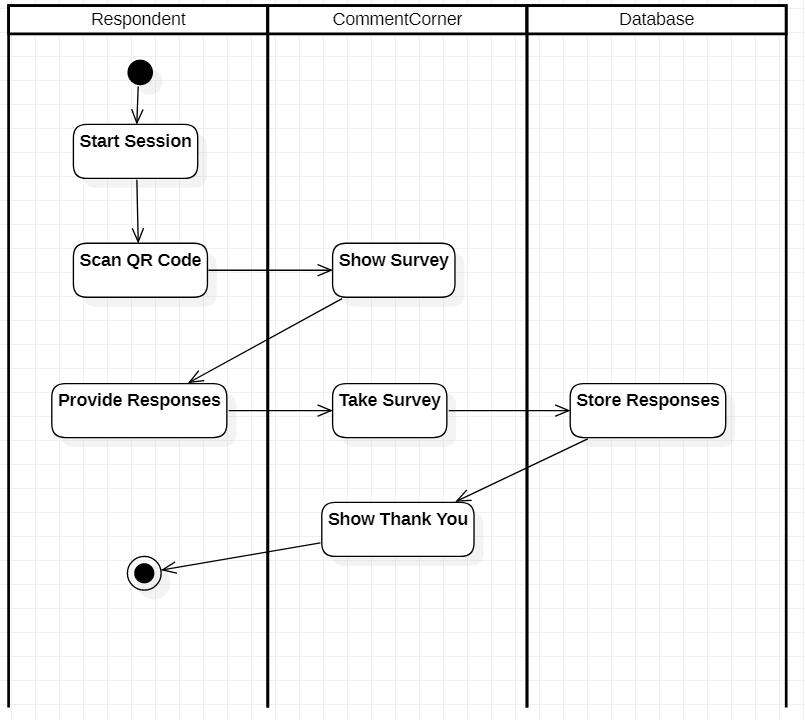 Respondent
CommentCorner
Database
Start Session
Scan QR Code
Show Survey
Provide Responses
Take Survey
Store Responses
Show Thank You